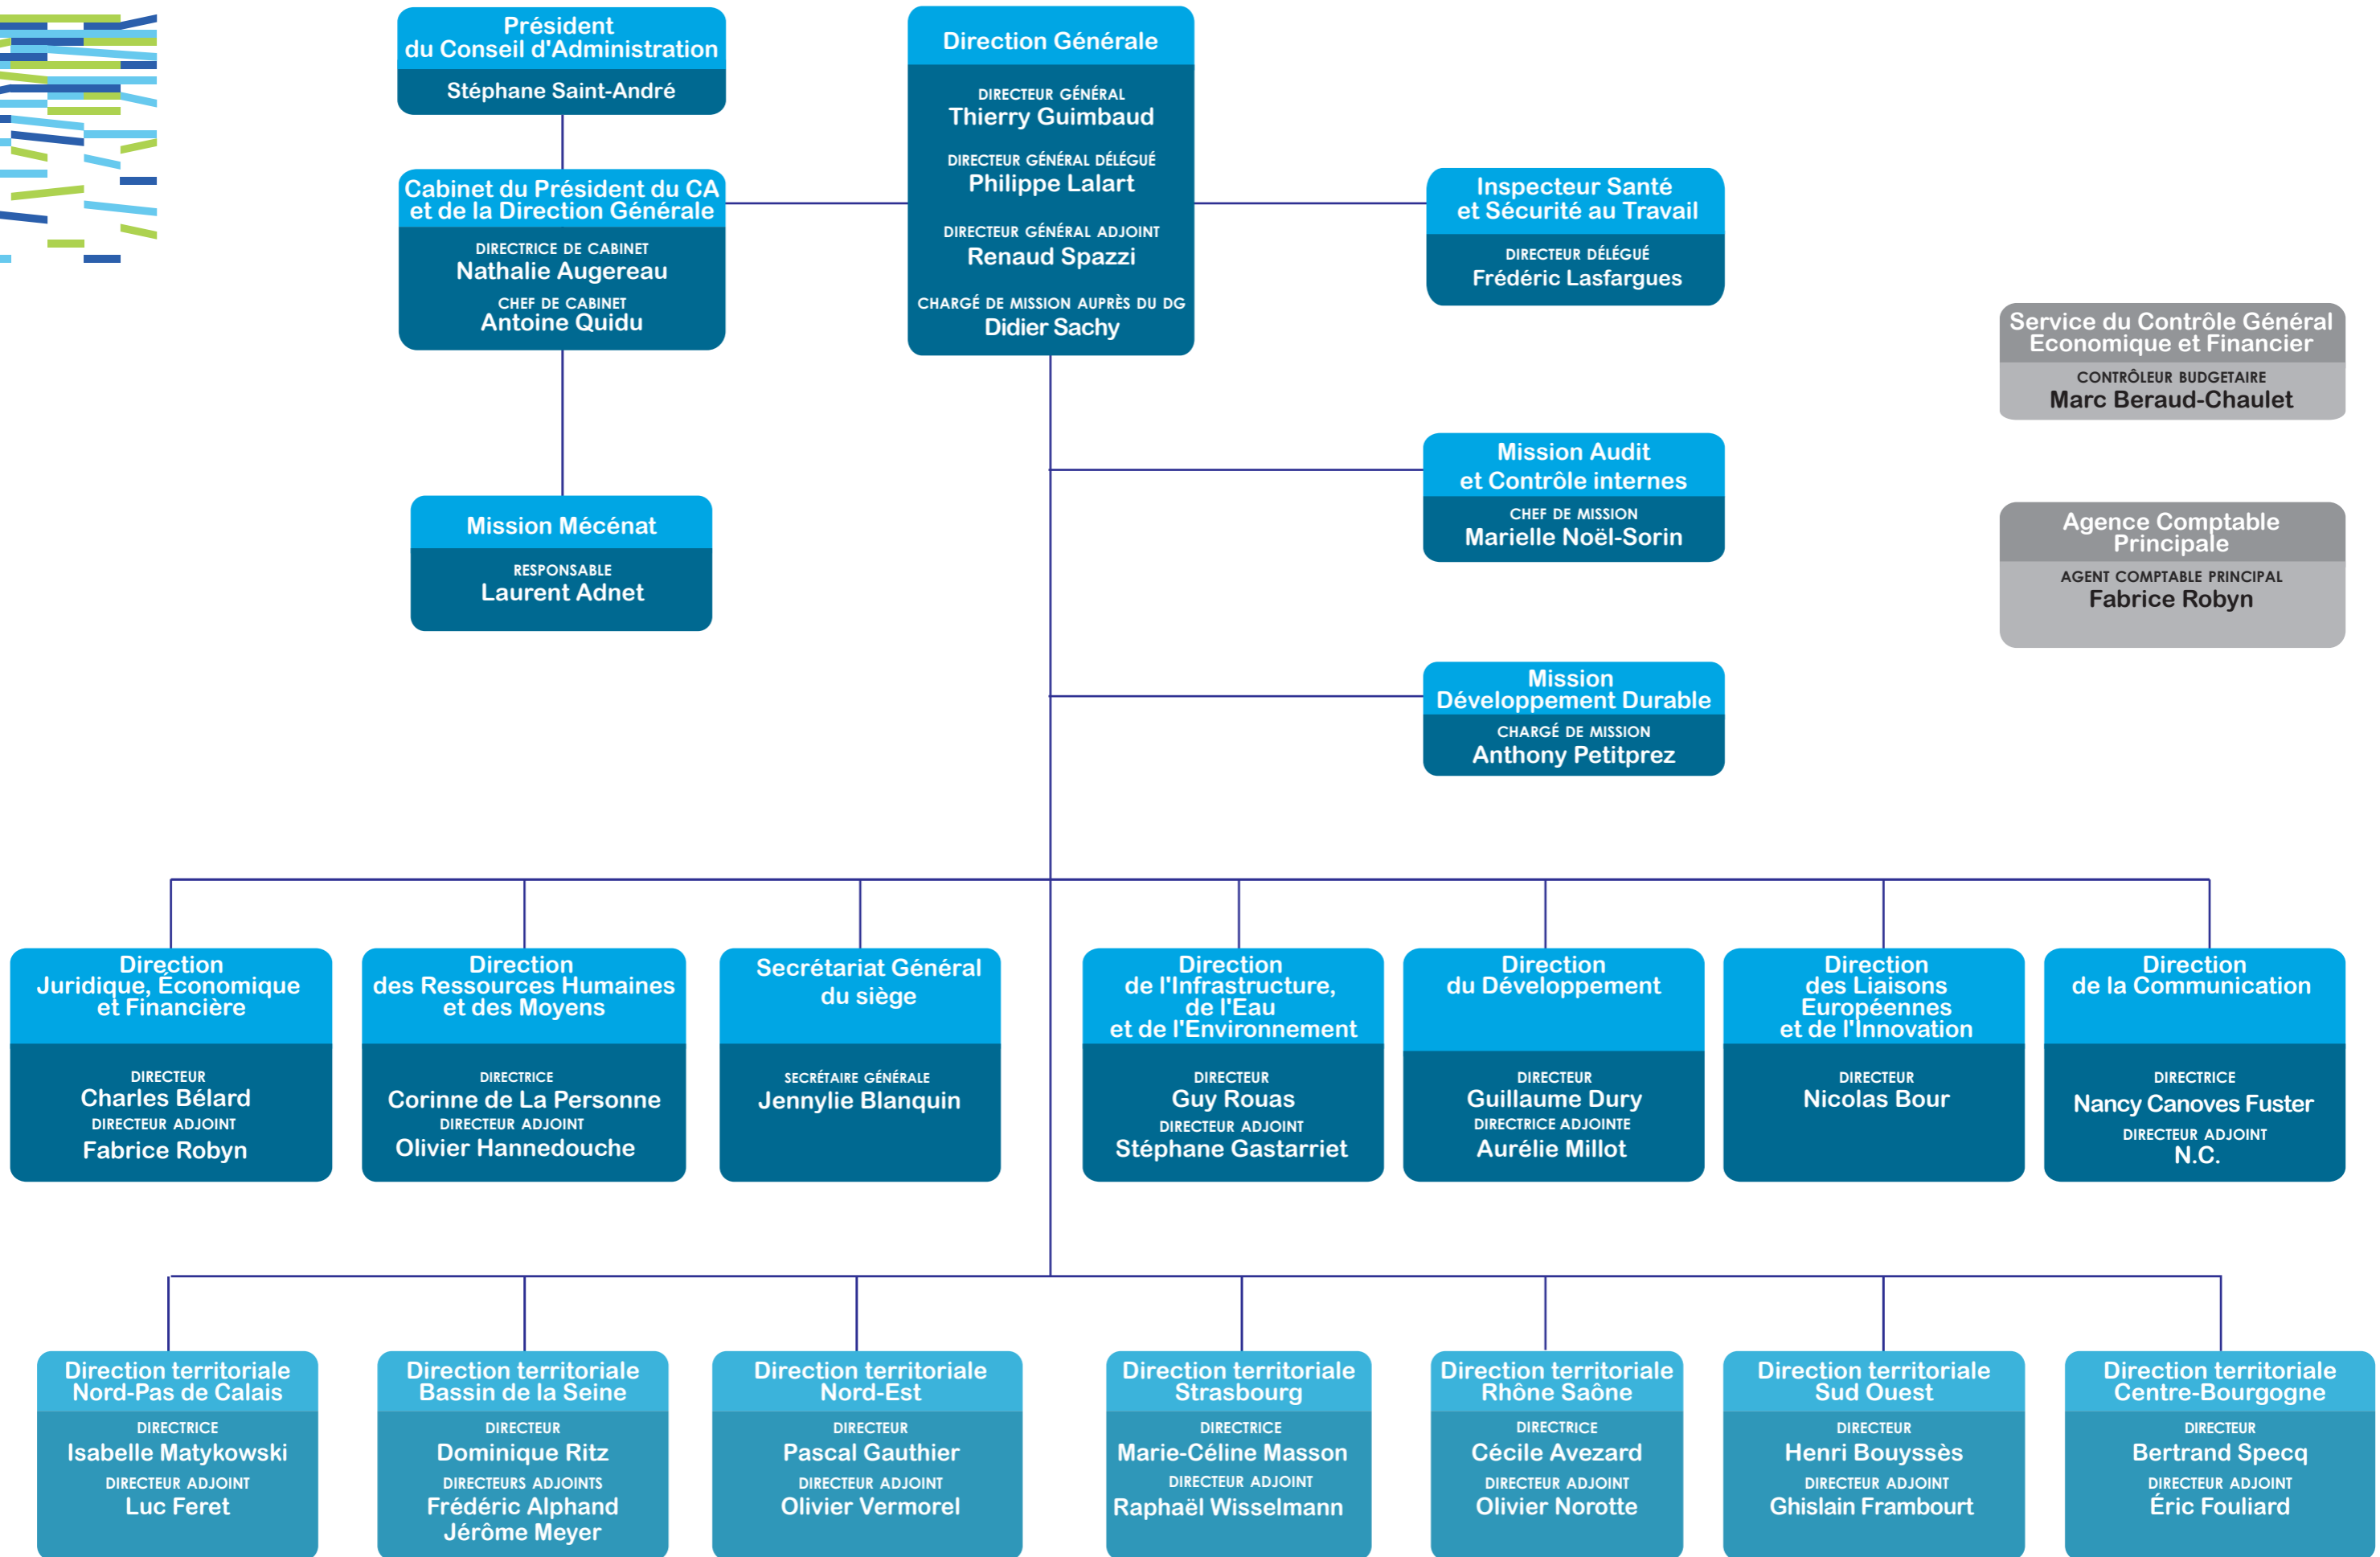 Président
du Conseil d'Administration
Stéphane Saint-André
Direction Générale
DIRECTEUR GÉNÉRAL
Thierry Guimbaud
DIRECTEUR GÉNÉRAL DÉLÉGUÉ
Philippe Lalart
DIRECTEUR GÉNÉRAL ADJOINT
Renaud Spazzi
CHARGÉ DE MISSION AUPRÈS DU DG
Didier Sachy
Cabinet du Président du CA
et de la Direction Générale
DIRECTRICE DE CABINET
Nathalie Augereau
CHEF DE CABINET
Antoine Quidu
Inspecteur Santé
et Sécurité au Travail
DIRECTEUR DÉLÉGUÉ
Frédéric Lasfargues
Service du Contrôle Général
Economique et Financier
CONTRÔLEUR BUDGETAIRE
Marc Beraud-Chaulet
Mission Audit
et Contrôle internes
CHEF DE MISSION
Marielle Noël-Sorin
Mission Mécénat
RESPONSABLE
Laurent Adnet
Agence Comptable
Principale
AGENT COMPTABLE PRINCIPAL
Fabrice Robyn
Mission
Développement Durable
CHARGÉ DE MISSION
Anthony Petitprez
Direction
Juridique, Économique
et Financière
DIRECTEUR
Charles Bélard
DIRECTEUR ADJOINT
Fabrice Robyn
Direction
des Ressources Humaines
et des Moyens
DIRECTRICE
Corinne de La Personne
DIRECTEUR ADJOINT
Olivier Hannedouche
Secrétariat Général
du siège
SECRÉTAIRE GÉNÉRALE
Jennylie Blanquin
Direction
de l'Infrastructure,
de l'Eau
et de l'Environnement
DIRECTEUR
Guy Rouas
DIRECTEUR ADJOINT
Stéphane Gastarriet
Direction
du Développement
DIRECTEUR
Guillaume Dury
DIRECTRICE ADJOINTE
Aurélie Millot
Direction
des Liaisons
Européennes
et de l'Innovation
DIRECTEUR
Nicolas Bour
Direction
de la Communication
DIRECTRICE
Nancy Canoves Fuster
DIRECTEUR ADJOINT
N.C.
Direction territoriale
Nord-Pas de Calais
DIRECTRICE
Isabelle Matykowski
DIRECTEUR ADJOINT
Luc Feret
Direction territoriale
Bassin de la Seine
DIRECTEUR
Dominique Ritz
DIRECTEURS ADJOINTS
Frédéric Alphand
Jérôme Meyer
Direction territoriale
Nord-Est
DIRECTEUR
Pascal Gauthier
DIRECTEUR ADJOINT
Olivier Vermorel
Direction territoriale
Strasbourg
DIRECTRICE
Marie-Céline Masson
DIRECTEUR ADJOINT
Raphaël Wisselmann
Direction territoriale
Rhône Saône
DIRECTRICE
Cécile Avezard
DIRECTEUR ADJOINT
Olivier Norotte
Direction territoriale
Sud Ouest
DIRECTEUR
Henri Bouyssès
DIRECTEUR ADJOINT
Ghislain Frambourt
Direction territoriale
Centre-Bourgogne
DIRECTEUR
Bertrand Specq
DIRECTEUR ADJOINT
Éric Fouliard